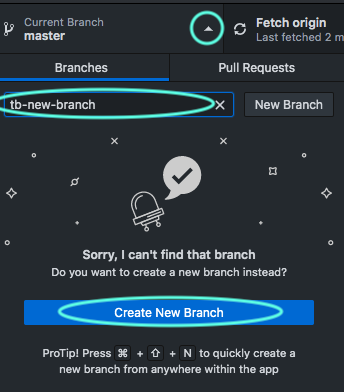 Current Branch
master
Fetch origin
Last fetched 2 m
Branches
Pull Requests
tb-new-branch
New Branch
Sorry, I can't find that branch
Do you want to create a new branch instead?
Create New Branch
ProTip! Press ⌘ + ⇧ + N to quickly create a
new branch from anywhere within the app